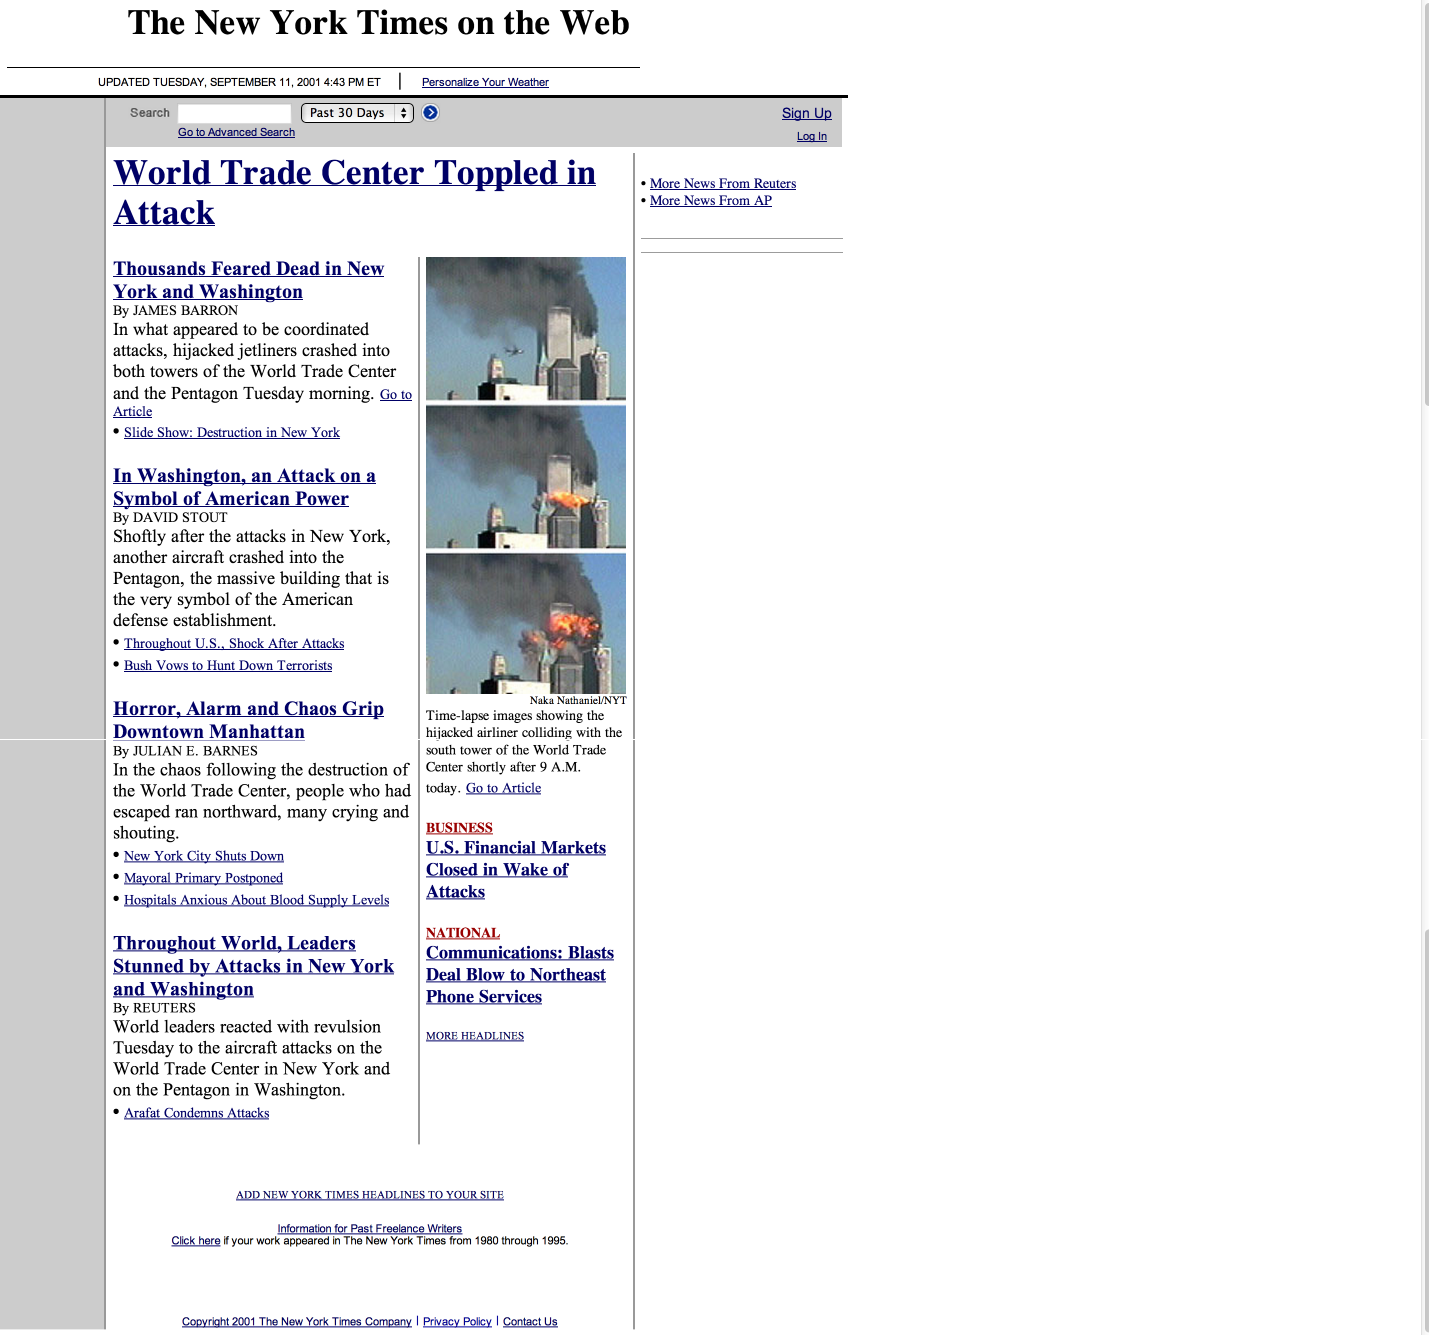 The New York Times on the Web
UPDATED TUESDAY, SEPTEMBER 11, 2001 4:43 PM ET | Personalize Your Weather
Search Past 30 Days
Go to Advanced Search
Sign Up
Log In
World Trade Center Toppled in
Attack
Thousands Feared Dead in New
York and Washington
By JAMES BARRON
In what appeared to be coordinated
attacks, hijacked jetliners crashed into
both towers of the World Trade Center
and the Pentagon Tuesday morning. Go to
Article
• Slide Show: Destruction in New York
In Washington, an Attack on a
Symbol of American Power
By DAVID STOUT
Shoftly after the attacks in New York,
another aircraft crashed into the
Pentagon, the massive building that is
the very symbol of the American
defense establishment.
• Throughout U.S., Shock After Attacks
• Bush Vows to Hunt Down Terrorists
Horror, Alarm and Chaos Grip
Downtown Manhattan
By JULIAN E. BARNES
In the chaos following the destruction of
the World Trade Center, people who had
escaped ran northward, many crying and
shouting.
• New York City Shuts Down
• Mayoral Primary Postponed
• Hospitals Anxious About Blood Supply Levels
Throughout World, Leaders
Stunned by Attacks in New York
and Washington
By REUTERS
World leaders reacted with revulsion
Tuesday to the aircraft attacks on the
World Trade Center in New York and
on the Pentagon in Washington.
• Arafat Condemns Attacks
Naka Nathaniel/NYT
Time-lapse images showing the
hijacked airliner colliding with the
south tower of the World Trade
Center shortly after 9 A.M.
today. Go to Article
BUSINESS
U.S. Financial Markets
Closed in Wake of
Attacks
NATIONAL
Communications: Blasts
Deal Blow to Northeast
Phone Services
MORE HEADLINES
• More News From Reuters
• More News From AP
ADD NEW YORK TIMES HEADLINES TO YOUR SITE
Information for Past Freelance Writers
Click here if your work appeared in The New York Times from 1980 through 1995.
Copyright 2001 The New York Times Company | Privacy Policy | Contact Us